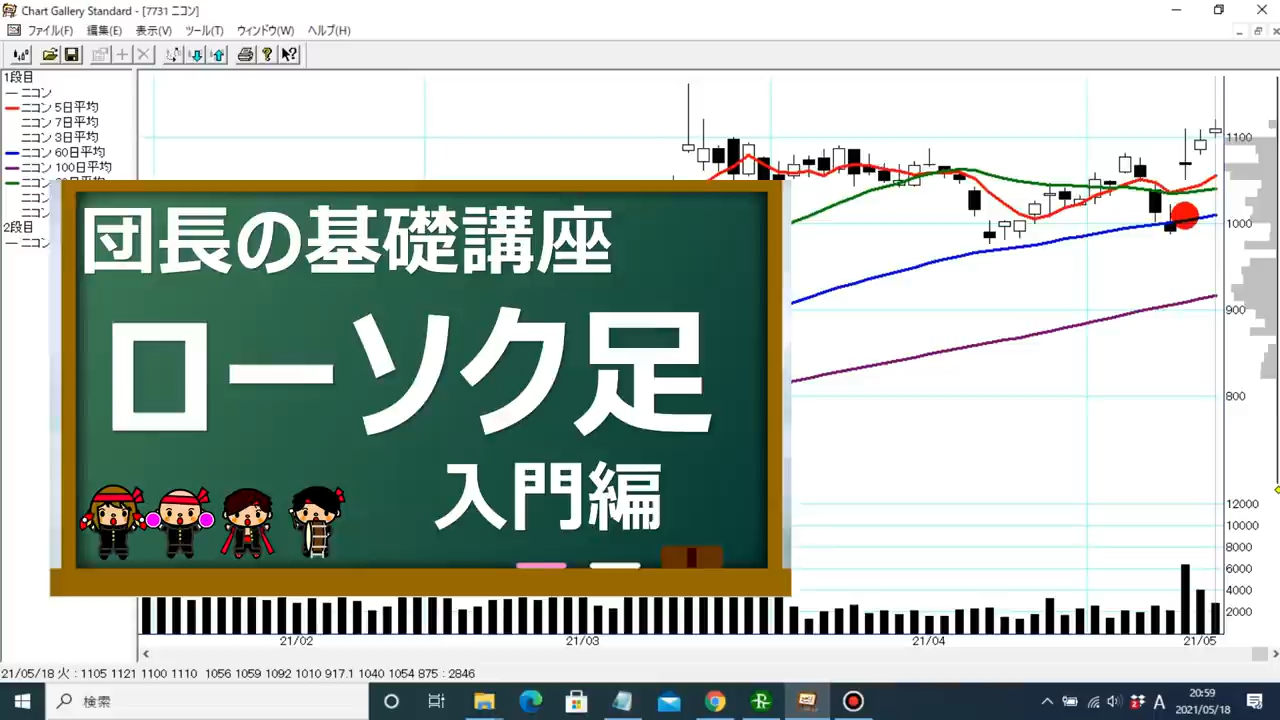 Chart Gallery Standard - [7731 ニコン]
ファイル(F) 編集(E) 表示(V) ツール(T) ウィンドウ(W) ヘルプ(H)
1段目
ニコン
ニコン 5日平均
ニコン 7日平均
ニコン 3日平均
ニコン 60日平均
ニコン 100日平均
2段目
ニコン
団長の基礎講座
ローソク足
入門編
1100
1000
900
800
12000
10000
8000
6000
4000
2000
21/02 21/03 21/04 21/05
21/05/18 火 : 1105 1121 1100 1110 1056 1059 1092 1010 917.1 1040 1054 875 : 2846
検索
A
20:59
2021/05/18